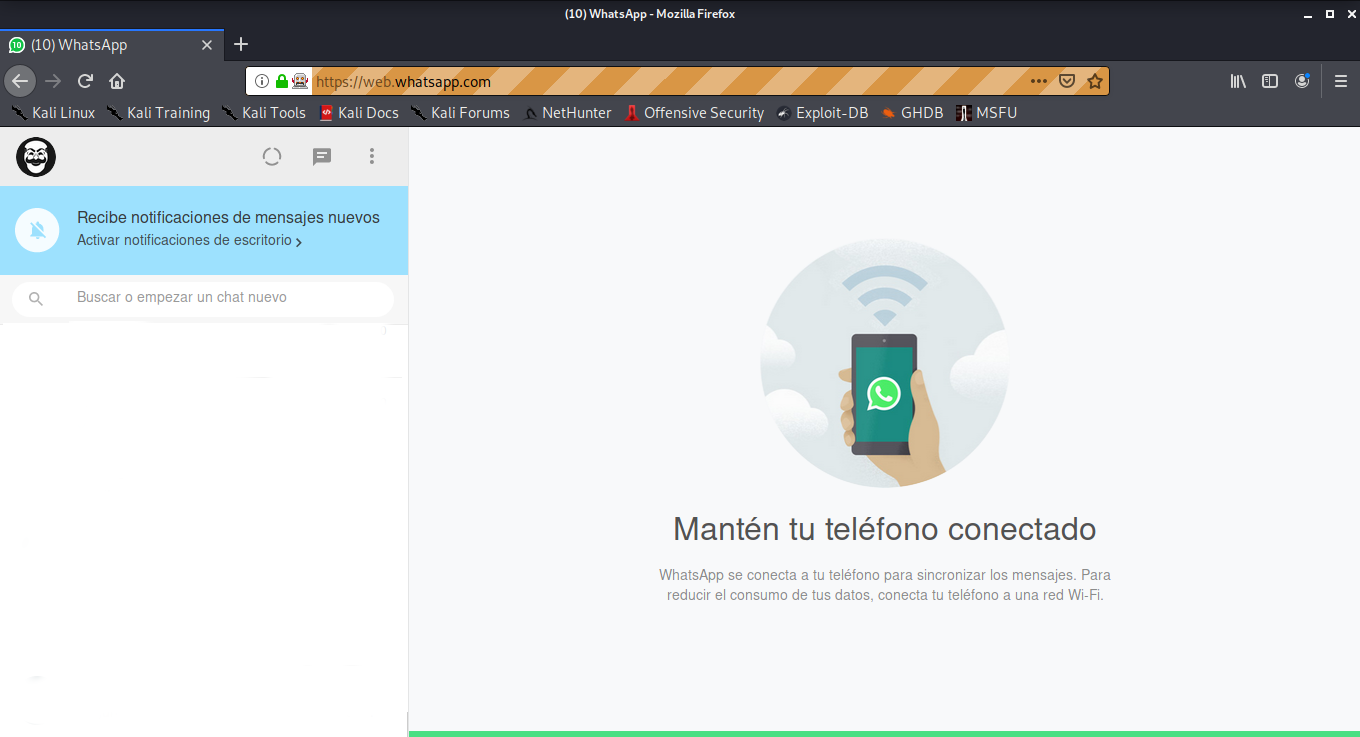 (10) WhatsApp - Mozilla Firefox
(10) WhatsApp
https://web.whatsapp.com
Kali Linux Kali Training Kali Tools Kali Docs Kali Forums NetHunter Offensive Security Exploit-DB GHDB MSFU
Recibe notificaciones de mensajes nuevos
Activar notificaciones de escritorio
Buscar o empezar un chat nuevo
Mantén tu teléfono conectado
WhatsApp se conecta a tu teléfono para sincronizar los mensajes. Para
reducir el consumo de tus datos, conecta tu teléfono a una red Wi-Fi.